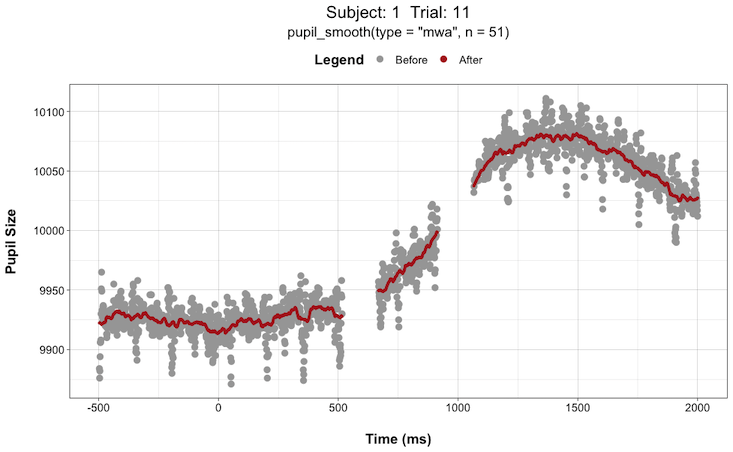 Subject: 1  Trial: 11
pupil_smooth(type = "mwa", n = 51)
Legend Before After
10100
10050
10000
9950
9900
Pupil Size
-500 0 500 1000 1500 2000
Time (ms)